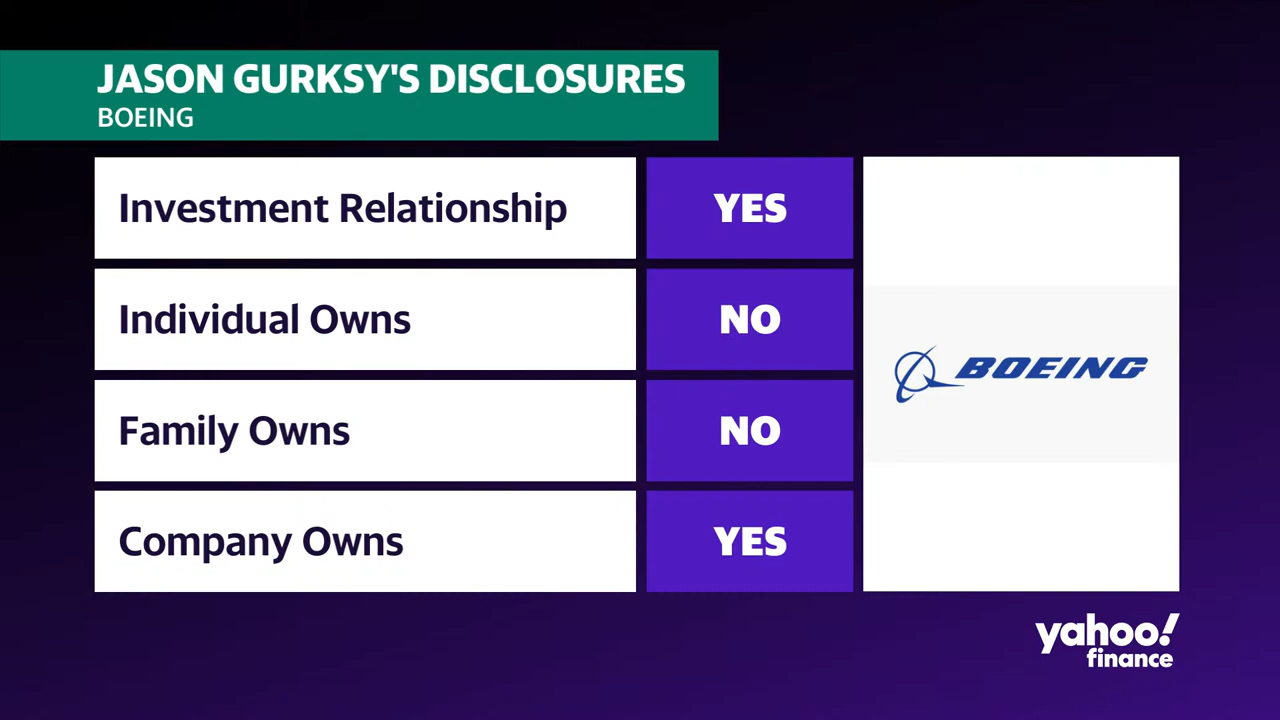 JASON GURKSY'S DISCLOSURES
BOEING
Investment Relationship YES
Individual Owns NO
Family Owns NO
Company Owns YES
BOEING
yahoo!
finance